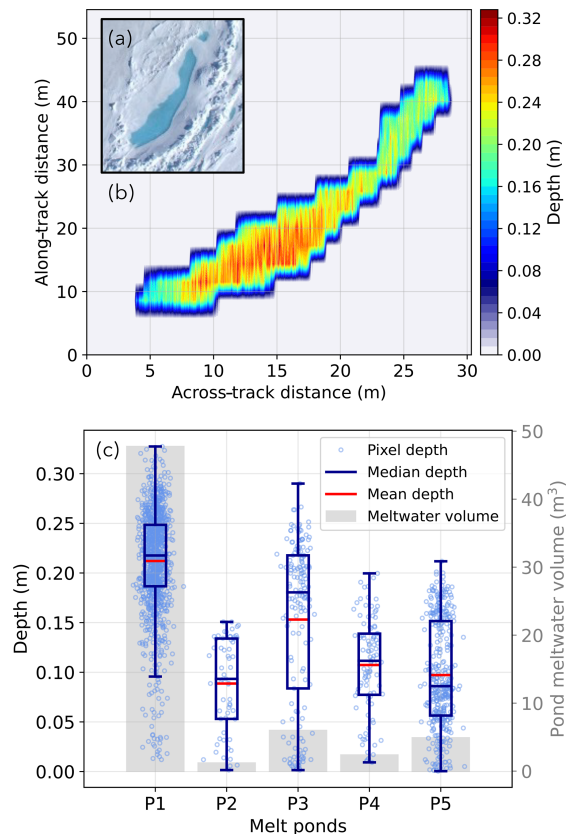 (a)
(b)
50
40
30
20
10
0
Along-track distance (m)
0 5 10 15 20 25 30
Across-track distance (m)
0.32
0.28
0.24
0.20
0.16
0.12
0.08
0.04
0.00
Depth (m)
(c)
Pixel depth
Median depth
Mean depth
Meltwater volume
0.30
0.25
0.20
0.15
0.10
0.05
0.00
Depth (m)
50
40
30
20
10
0
Pond meltwater volume (m³)
P1 P2 P3 P4 P5
Melt ponds